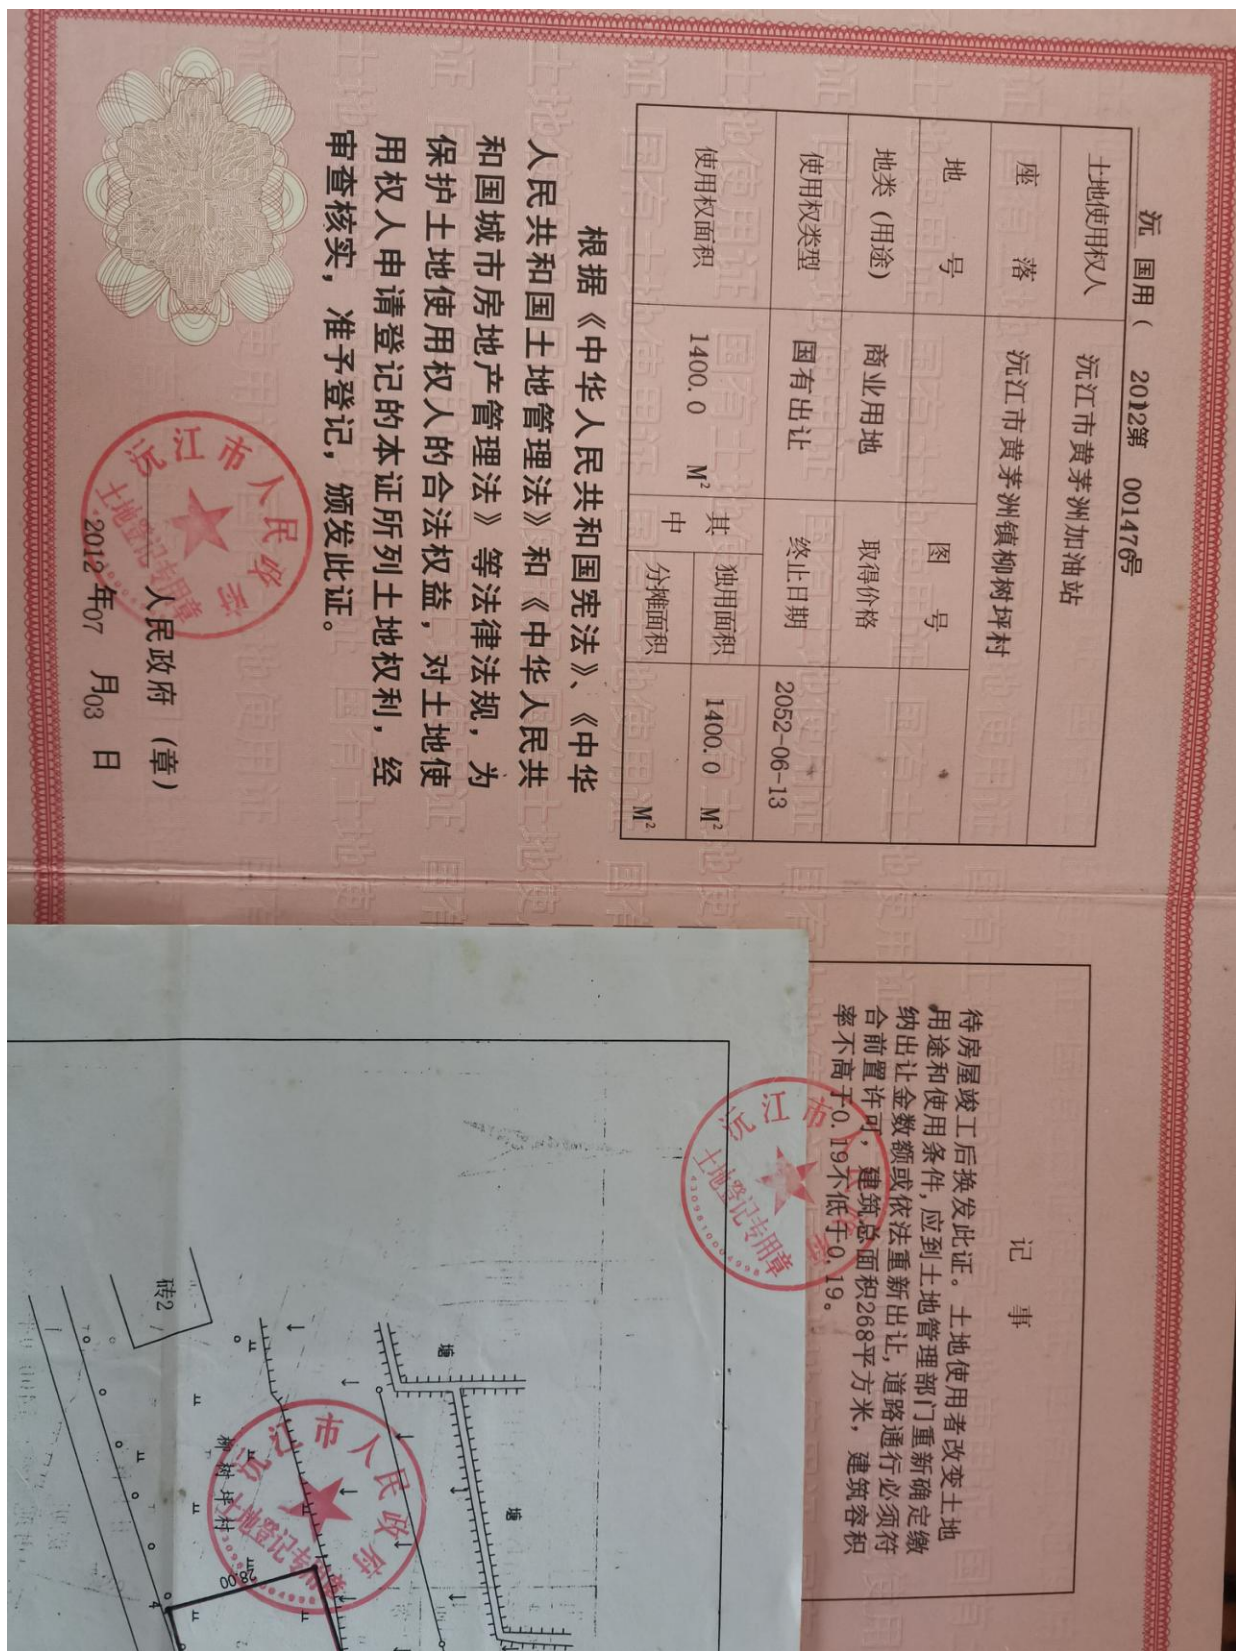 沅 国用( 2012第 001476号
土地使用权人 沅江市黄茅洲加油站
座落 沅江市黄茅洲镇柳树坪村
地号 图号
地类(用途) 商业用地 取得价格
使用权类型 国有出让 终止日期 2052-06-13
使用权面积 1400.0 M² 其中 独用面积 1400.0 M²
分摊面积 M²
根据《中华人民共和国宪法》、《中华
人民共和国土地管理法》和《中华人民共
和国城市房地产管理法》等法律法规，为
保护土地使用权人的合法权益，对土地使
用权人申请登记的本证所列土地权利，经
审查核实，准予登记，颁发此证。
人民政府（章）
2012年07月03日
沅江市人民政府
土地登记专用章
记事
待房屋竣工后换发此证。土地使用者改变土地
用途和使用条件,应到土地管理部门重新确定缴
纳出让金数额或依法重新出让,道路通行必须符
合前置许可，建筑总面积268平方米，建筑容积
率不高于0.19不低于0.19。
沅江市人民政府
土地登记专用章
塘
塘
砖2
柳树坪村
沅江市人民政府
土地登记专用章
28.00
4